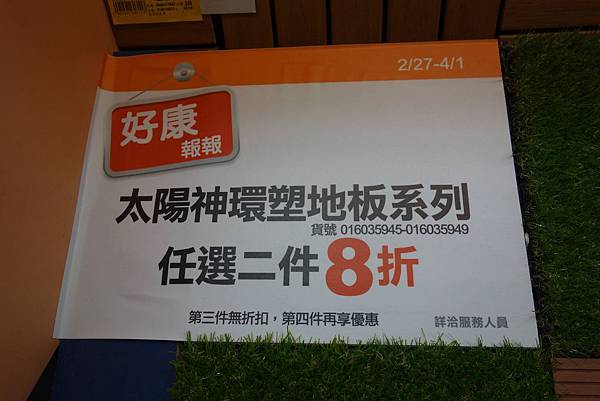 2/27-4/1
好康
報報
太陽神環塑地板系列
貨號 016035945-016035949
任選二件8折
第三件無折扣，第四件再享優惠
詳洽服務人員